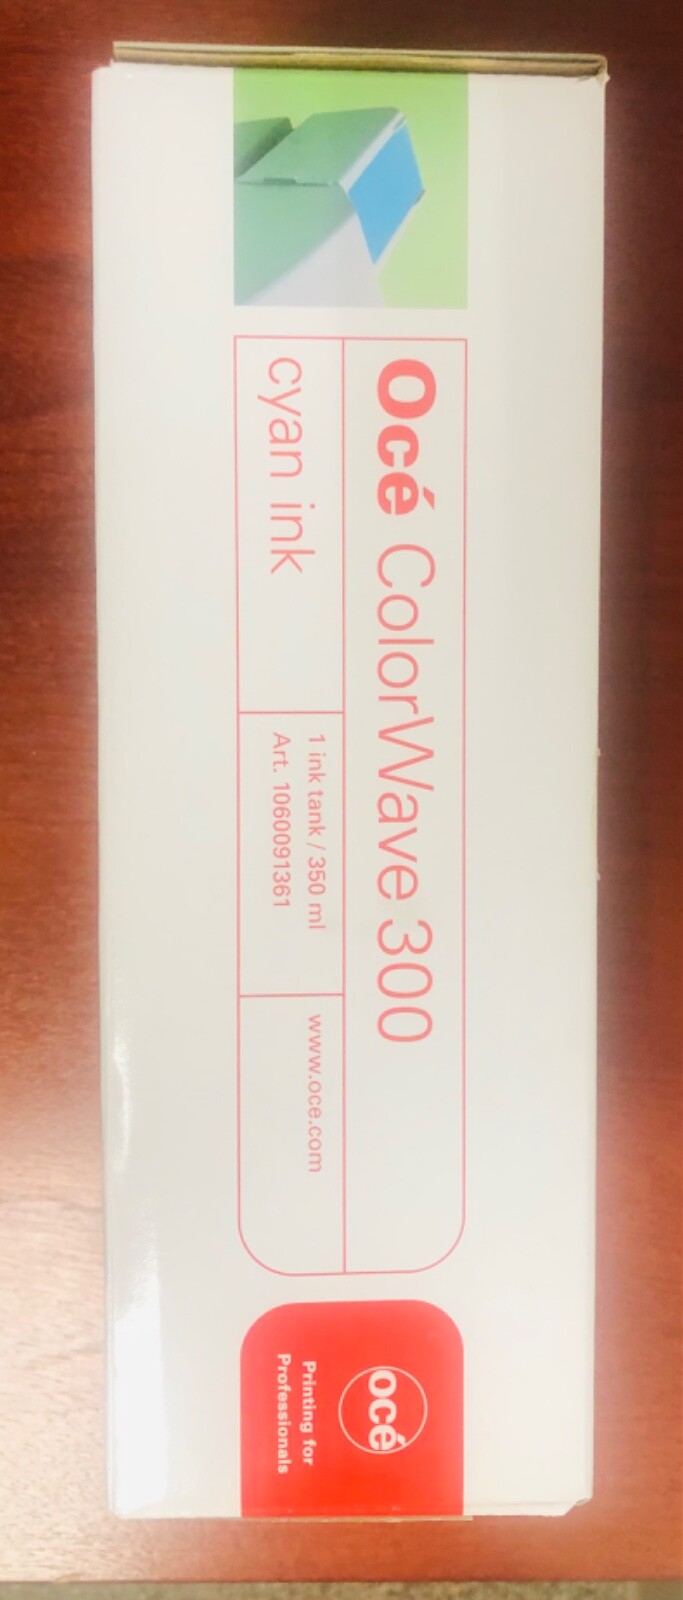 Océ ColorWave 300
cyan ink
1 ink tank / 350 ml
Art. 1060091361
www.oce.com
océ
Printing for
Professionals